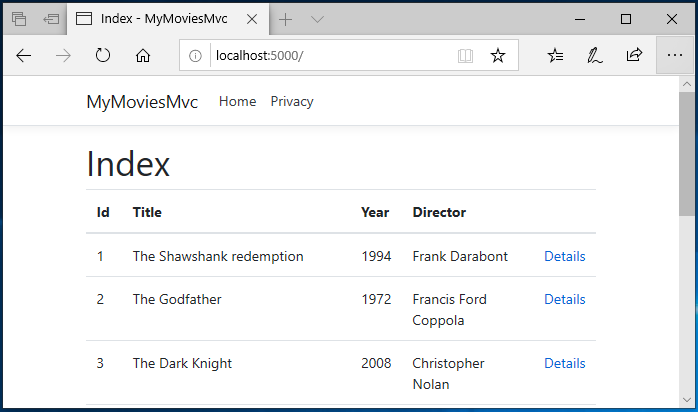 Index - MyMoviesMvc
localhost:5000/
MyMoviesMvc Home Privacy
Index
Id Title Year Director
1 The Shawshank redemption 1994 Frank Darabont Details
2 The Godfather 1972 Francis Ford Details
Coppola
3 The Dark Knight 2008 Christopher Details
Nolan